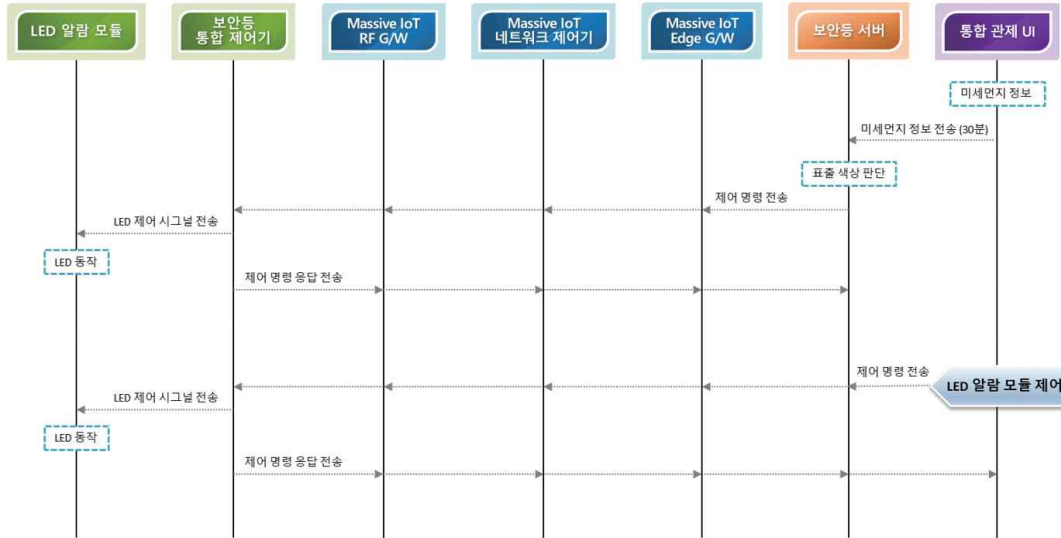 LED 알람 모듈
보안등
통합 제어기
Massive IoT
RF G/W
Massive IoT
네트워크 제어기
Massive IoT
Edge G/W
보안등 서버
통합 관제 UI
미세먼지 정보
미세먼지 정보 전송 (30분)
표출 색상 판단
제어 명령 전송
LED 제어 시그널 전송
LED 동작
제어 명령 응답 전송
제어 명령 전송
LED 알람 모듈 제어
LED 제어 시그널 전송
LED 동작
제어 명령 응답 전송